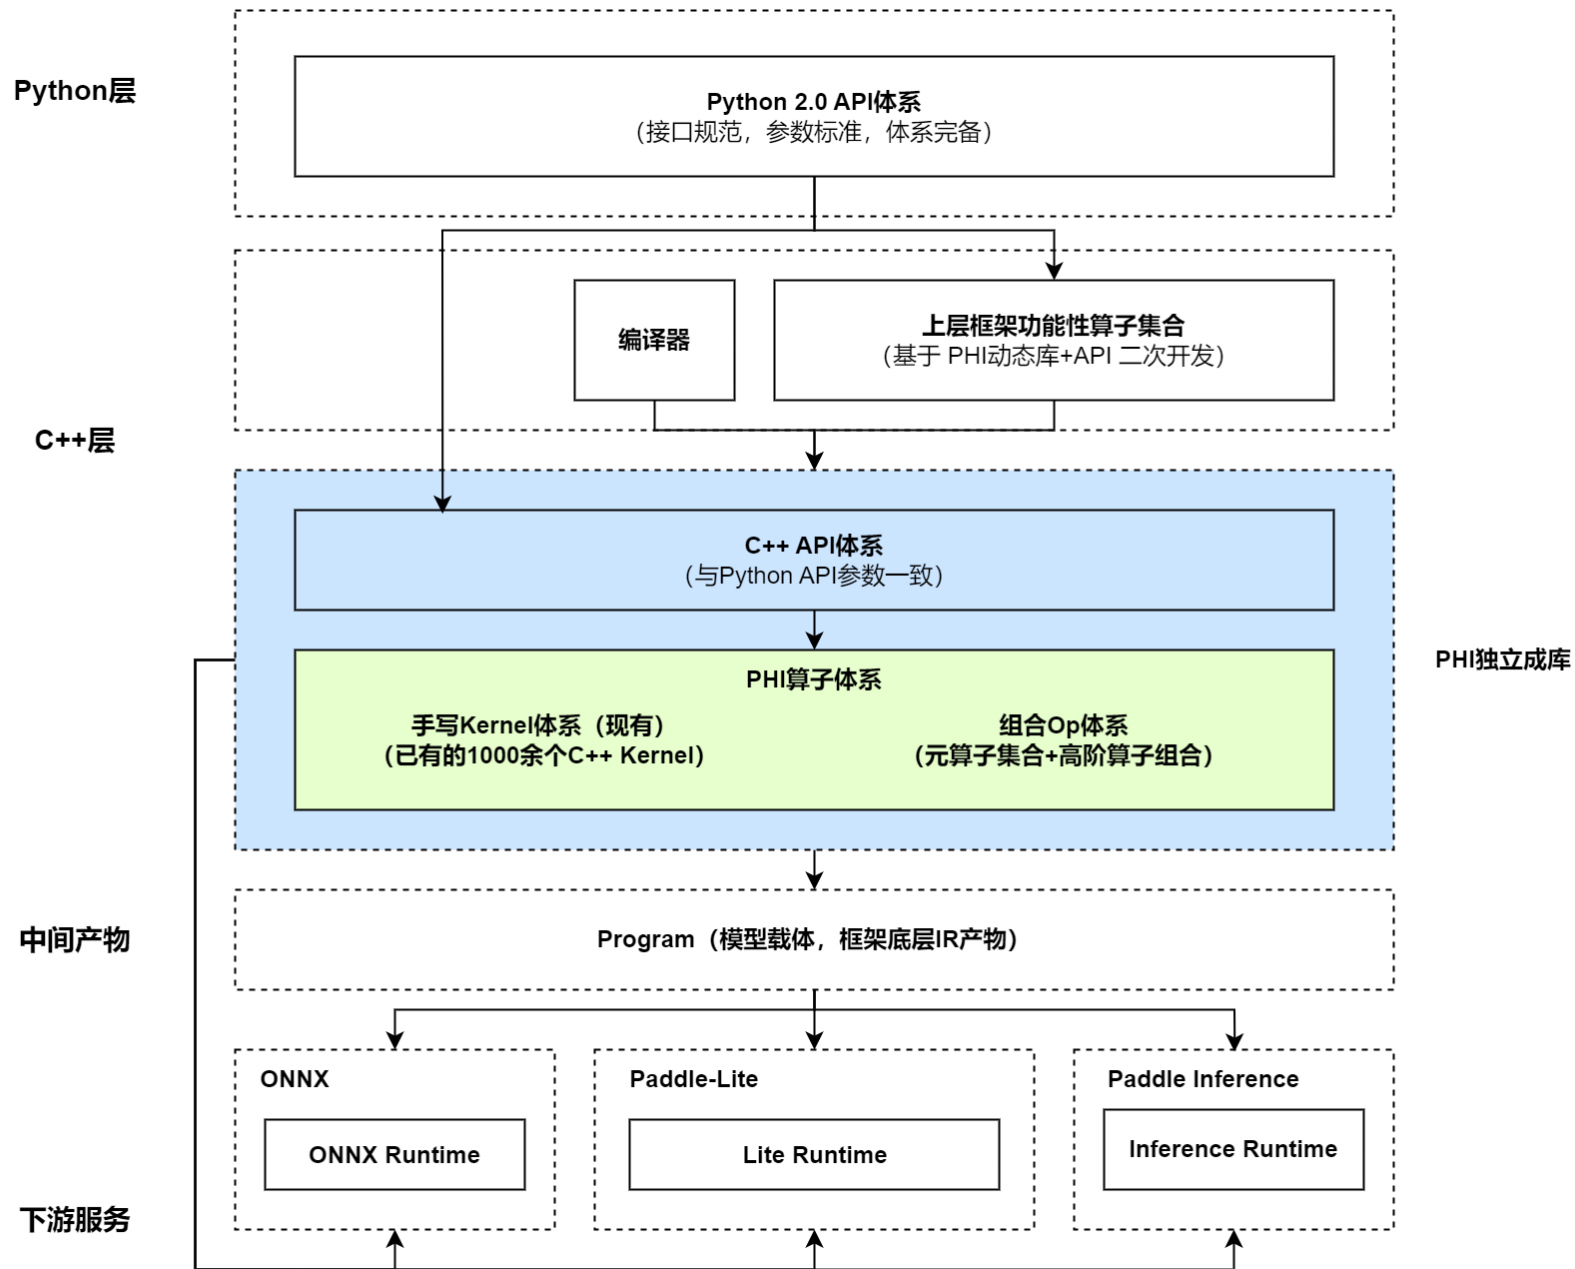 Python层
Python 2.0 API体系
（接口规范，参数标准，体系完备）
编译器
上层框架功能性算子集合
（基于 PHI动态库+API 二次开发）
C++层
C++ API体系
（与Python API参数一致）
PHI算子体系
手写Kernel体系（现有）
（已有的1000余个C++ Kernel）
组合Op体系
（元算子集合+高阶算子组合）
PHI独立成库
中间产物
Program（模型载体，框架底层IR产物）
ONNX
ONNX Runtime
Paddle-Lite
Lite Runtime
Paddle Inference
Inference Runtime
下游服务